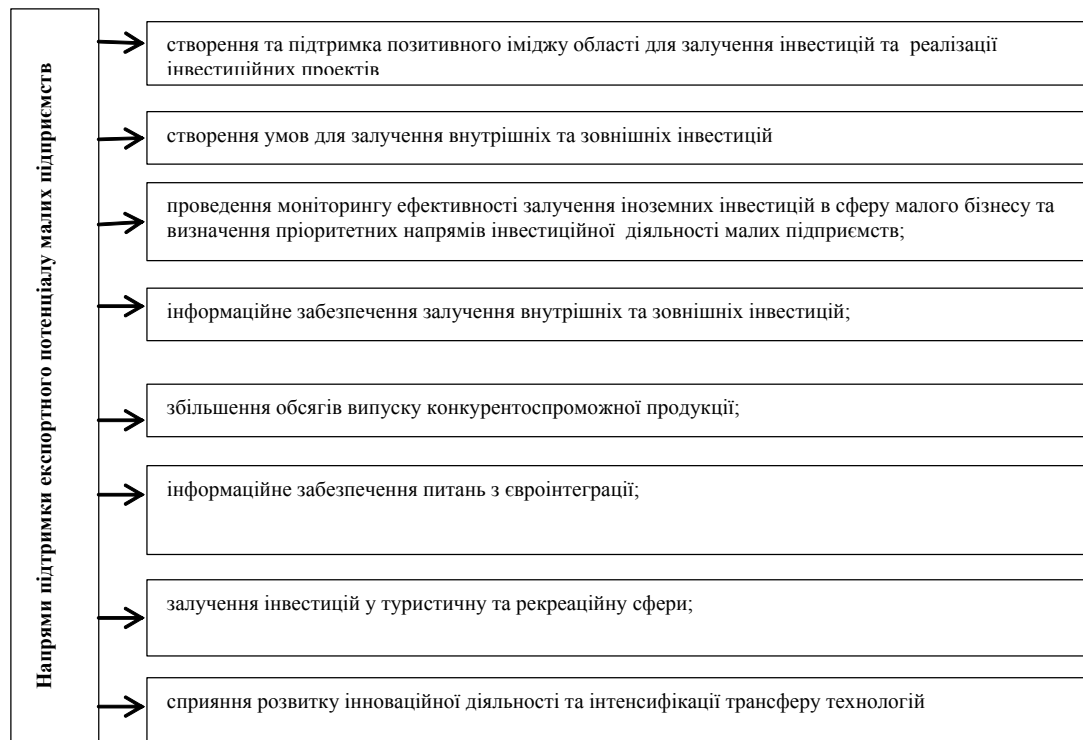 Напрями підтримки експортного потенціалу малих підприємств
створення та підтримка позитивного іміджу області для залучення інвестицій та реалізації
інвестиційних проектів
створення умов для залучення внутрішніх та зовнішніх інвестицій
проведення моніторингу ефективності залучення іноземних інвестицій в сферу малого бізнесу та
визначення пріоритетних напрямів інвестиційної діяльності малих підприємств;
інформаційне забезпечення залучення внутрішніх та зовнішніх інвестицій;
збільшення обсягів випуску конкурентоспроможної продукції;
інформаційне забезпечення питань з євроінтеграції;
залучення інвестицій у туристичну та рекреаційну сфери;
сприяння розвитку інноваційної діяльності та інтенсифікації трансферу технологій